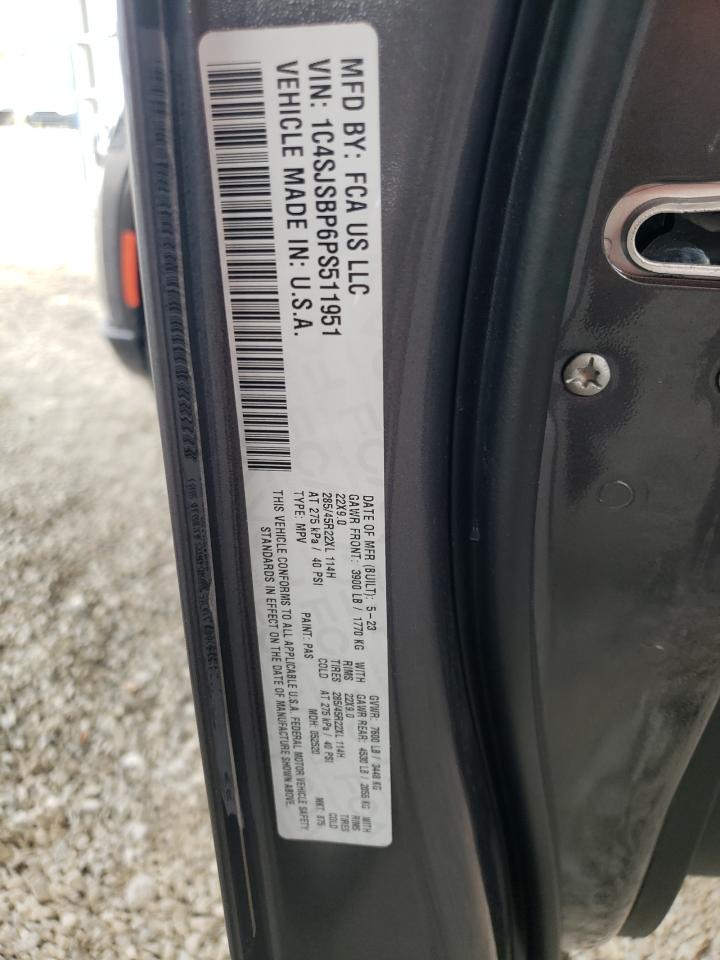 MFD BY: FCA US LLC
VIN: 1C4SJSBP6PS511951
VEHICLE MADE IN: U.S.A.
DATE OF MFR (BUILT): 5-23 GVWR: 7600 LB / 3448 KG
GAWR FRONT: 3900 LB / 1770 KG WITH GAWR REAR: 4530 LB / 2055 KG WITH
22X9.0 RIMS 22X9.0 RIMS
285/45R22XL 114H TIRES 285/45R22XL 114H TIRES
AT 275 kPa / 40 PSI COLD AT 275 kPa / 40 PSI COLD
TYPE: MPV PAINT: PAS MDH: 052520 MKT: 875
THIS VEHICLE CONFORMS TO ALL APPLICABLE U.S.A. FEDERAL MOTOR VEHICLE SAFETY
STANDARDS IN EFFECT ON THE DATE OF MANUFACTURE SHOWN ABOVE.